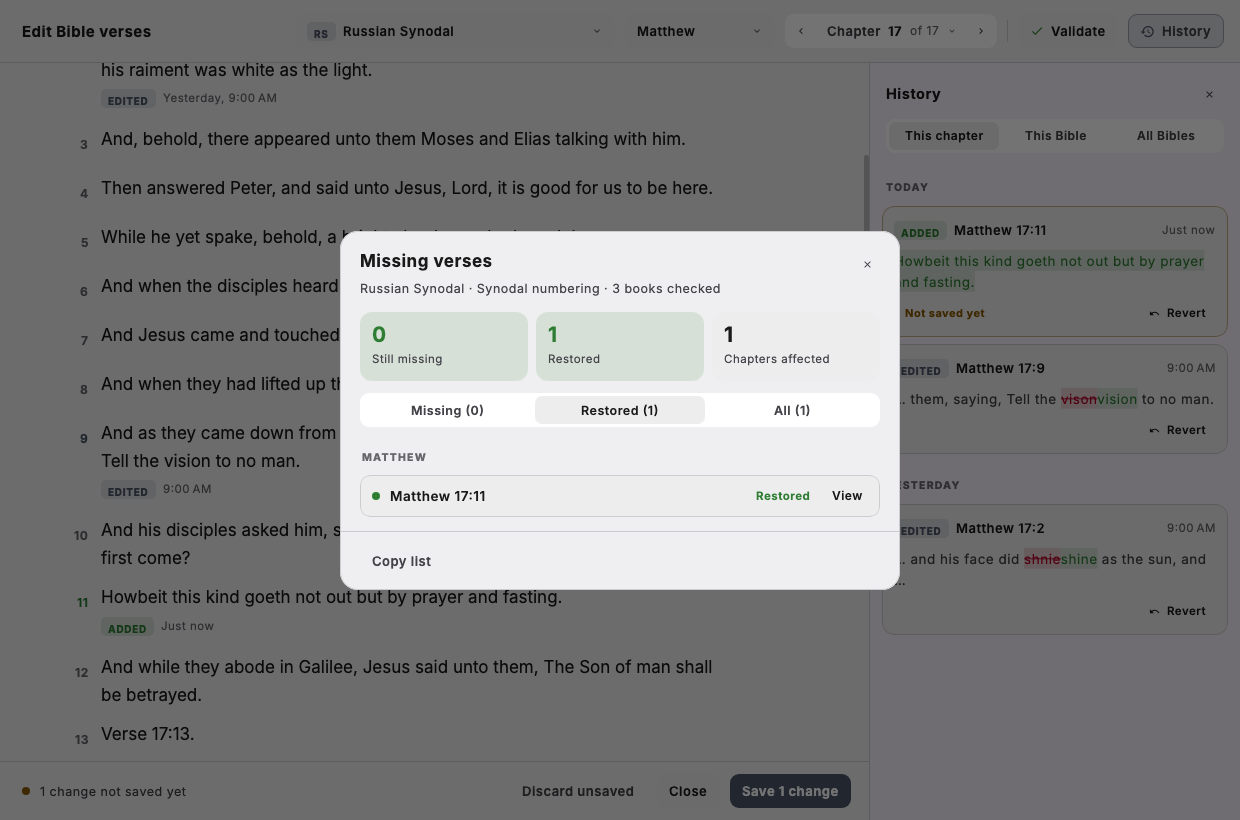 Edit Bible verses
RS Russian Synodal
Matthew
Chapter 17 of 17
Validate
History
his raiment was white as the light.
EDITED Yesterday, 9:00 AM
3 And, behold, there appeared unto them Moses and Elias talking with him.
4 Then answered Peter, and said unto Jesus, Lord, it is good for us to be here.
5 While he yet spake, behold, a
6 And when the disciples heard
7 And Jesus came and touched
8 And when they had lifted up
9 And as they came down from
Tell the vision to no man.
EDITED 9:00 AM
10 And his disciples asked him,
first come?
11 Howbeit this kind goeth not out but by prayer and fasting.
ADDED Just now
12 And while they abode in Galilee, Jesus said unto them, The Son of man shall
be betrayed.
13 Verse 17:13.
Missing verses
Russian Synodal · Synodal numbering · 3 books checked
0
Still missing
1
Restored
1
Chapters affected
Missing (0)
Restored (1)
All (1)
MATTHEW
Matthew 17:11 Restored View
Copy list
History
This chapter
This Bible
All Bibles
TODAY
ADDED Matthew 17:11 Just now
Howbeit this kind goeth not out but by prayer
and fasting.
Not saved yet Revert
EDITED Matthew 17:9 9:00 AM
.. them, saying, Tell the visonvision to no man.
Revert
ESTERDAY
EDITED Matthew 17:2 9:00 AM
.. and his face did shnieshine as the sun, and
...
Revert
1 change not saved yet
Discard unsaved
Close
Save 1 change